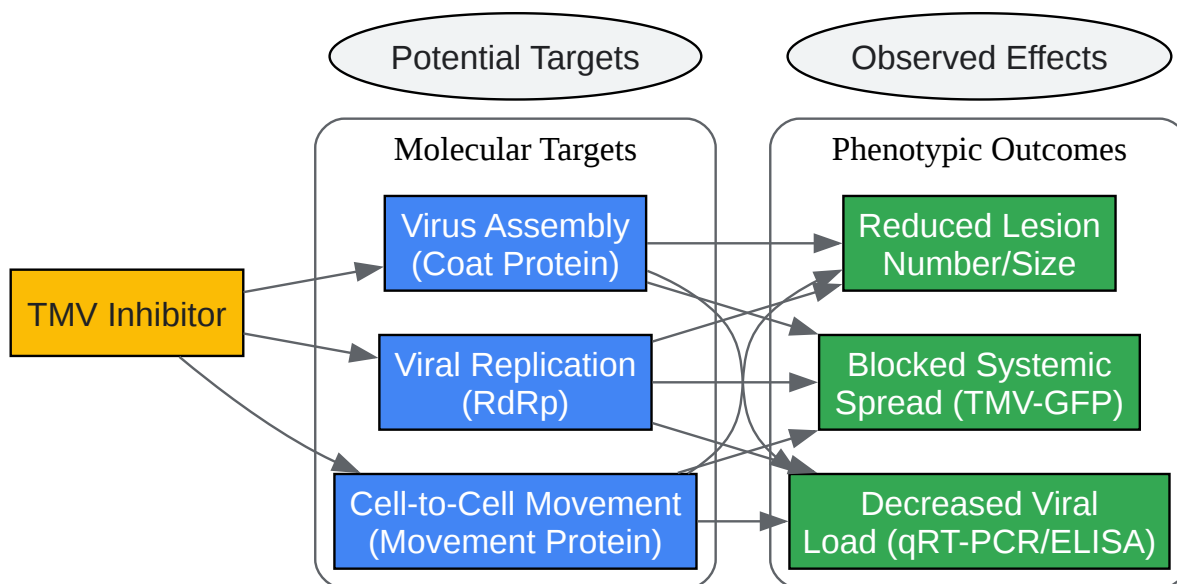 Potential Targets
Observed Effects
Molecular Targets
Phenotypic Outcomes
TMV Inhibitor
Virus Assembly
(Coat Protein)
Viral Replication
(RdRp)
Cell-to-Cell Movement
(Movement Protein)
Reduced Lesion
Number/Size
Blocked Systemic
Spread (TMV-GFP)
Decreased Viral
Load (qRT-PCR/ELISA)